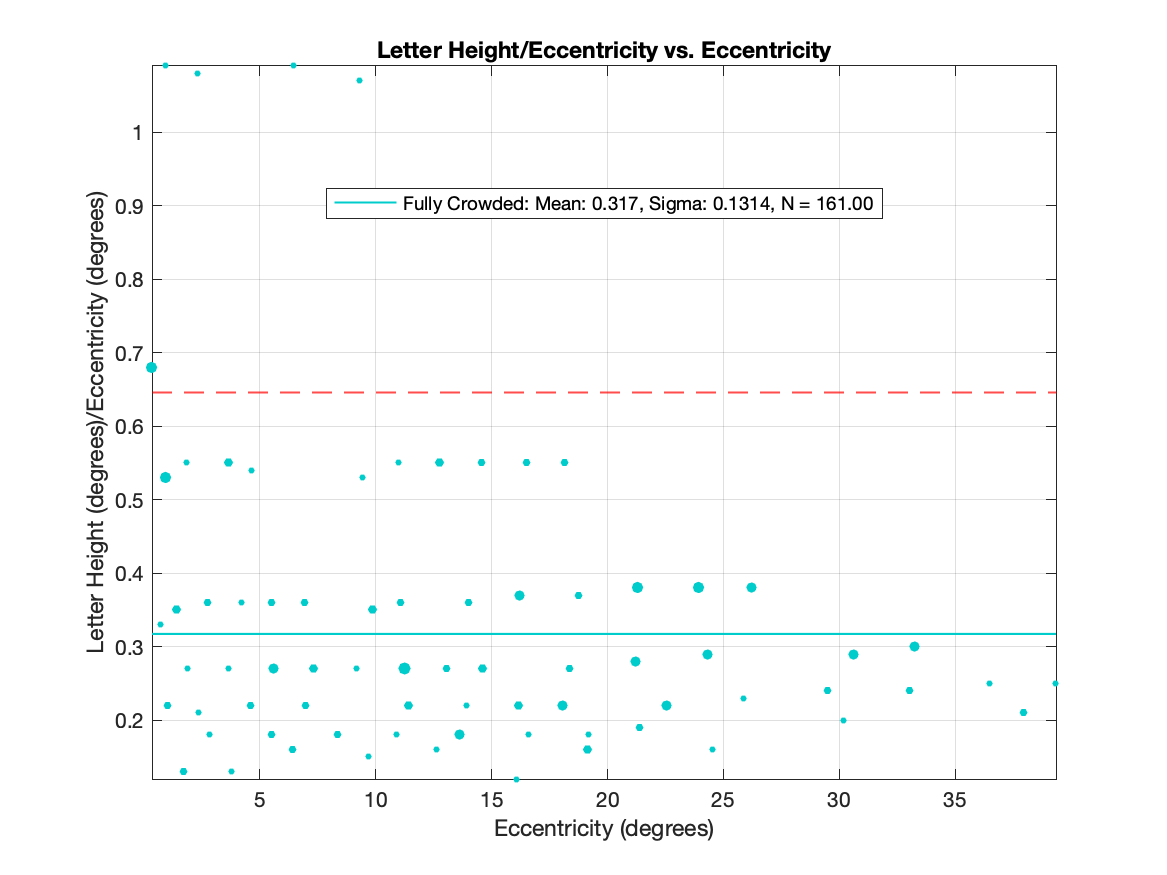 Letter Height/Eccentricity vs. Eccentricity
Letter Height (degrees)/Eccentricity (degrees)
1
0.9
0.8
0.7
0.6
0.5
0.4
0.3
0.2
Fully Crowded: Mean: 0.317, Sigma: 0.1314, N = 161.00
5 10 15 20 25 30 35
Eccentricity (degrees)